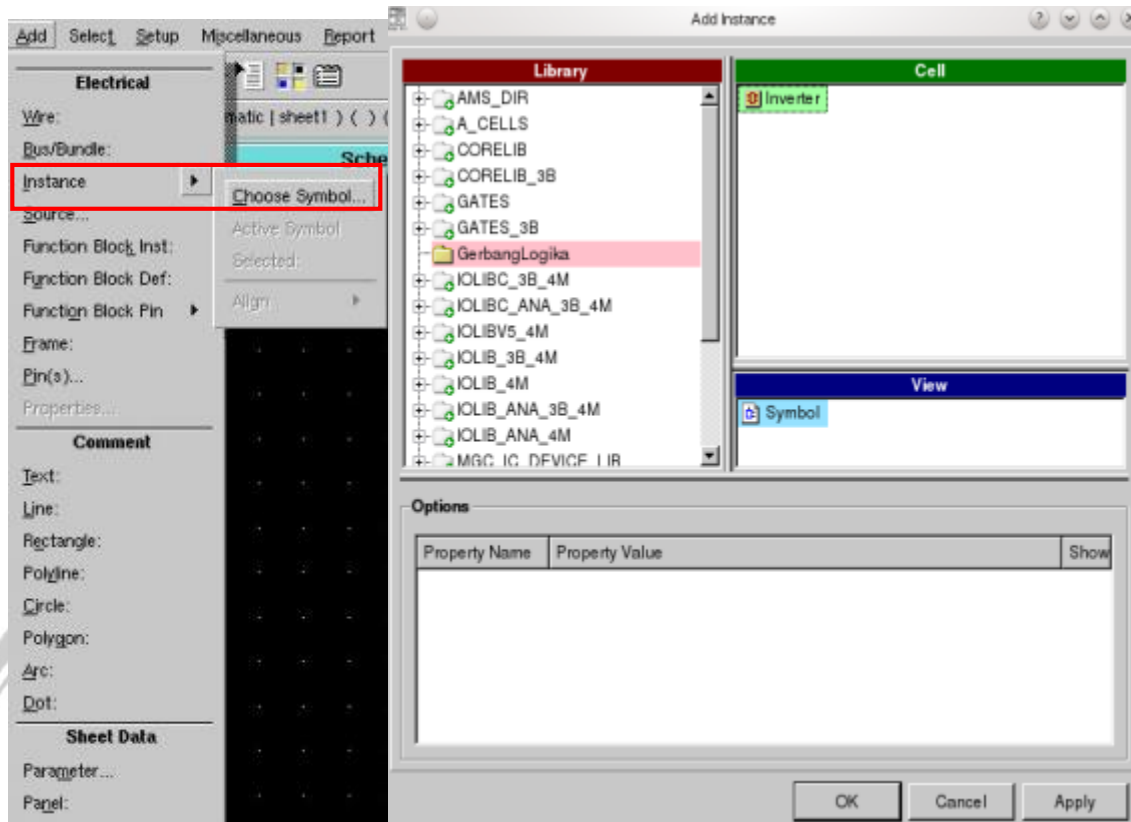 Add Select Setup Miscellaneous Report
Electrical
Wire:
Bus/Bundle:
Instance
Source...
Function Block Inst:
Function Block Def:
Function Block Pin
Frame:
Pin(s)...
Properties...
Comment
Text:
Line:
Rectangle:
Polyline:
Circle:
Polygon:
Arc:
Dot:
Sheet Data
Parameter...
Panel:
matic | sheet1 ) ( ) (
Sche
Choose Symbol...
Active Symbol
Selected:
Align
Add Instance
Library
AMS_DIR
A_CELLS
CORELIB
CORELIB_3B
GATES
GATES_3B
GerbangLogika
IOLIBC_3B_4M
IOLIBC_ANA_3B_4M
IOLIBV5_4M
IOLIB_3B_4M
IOLIB_4M
IOLIB_ANA_3B_4M
IOLIB_ANA_4M
MGC_IC_DEVICE_LIB
Cell
Inverter
View
Symbol
Options
Property Name Property Value Show
OK Cancel Apply